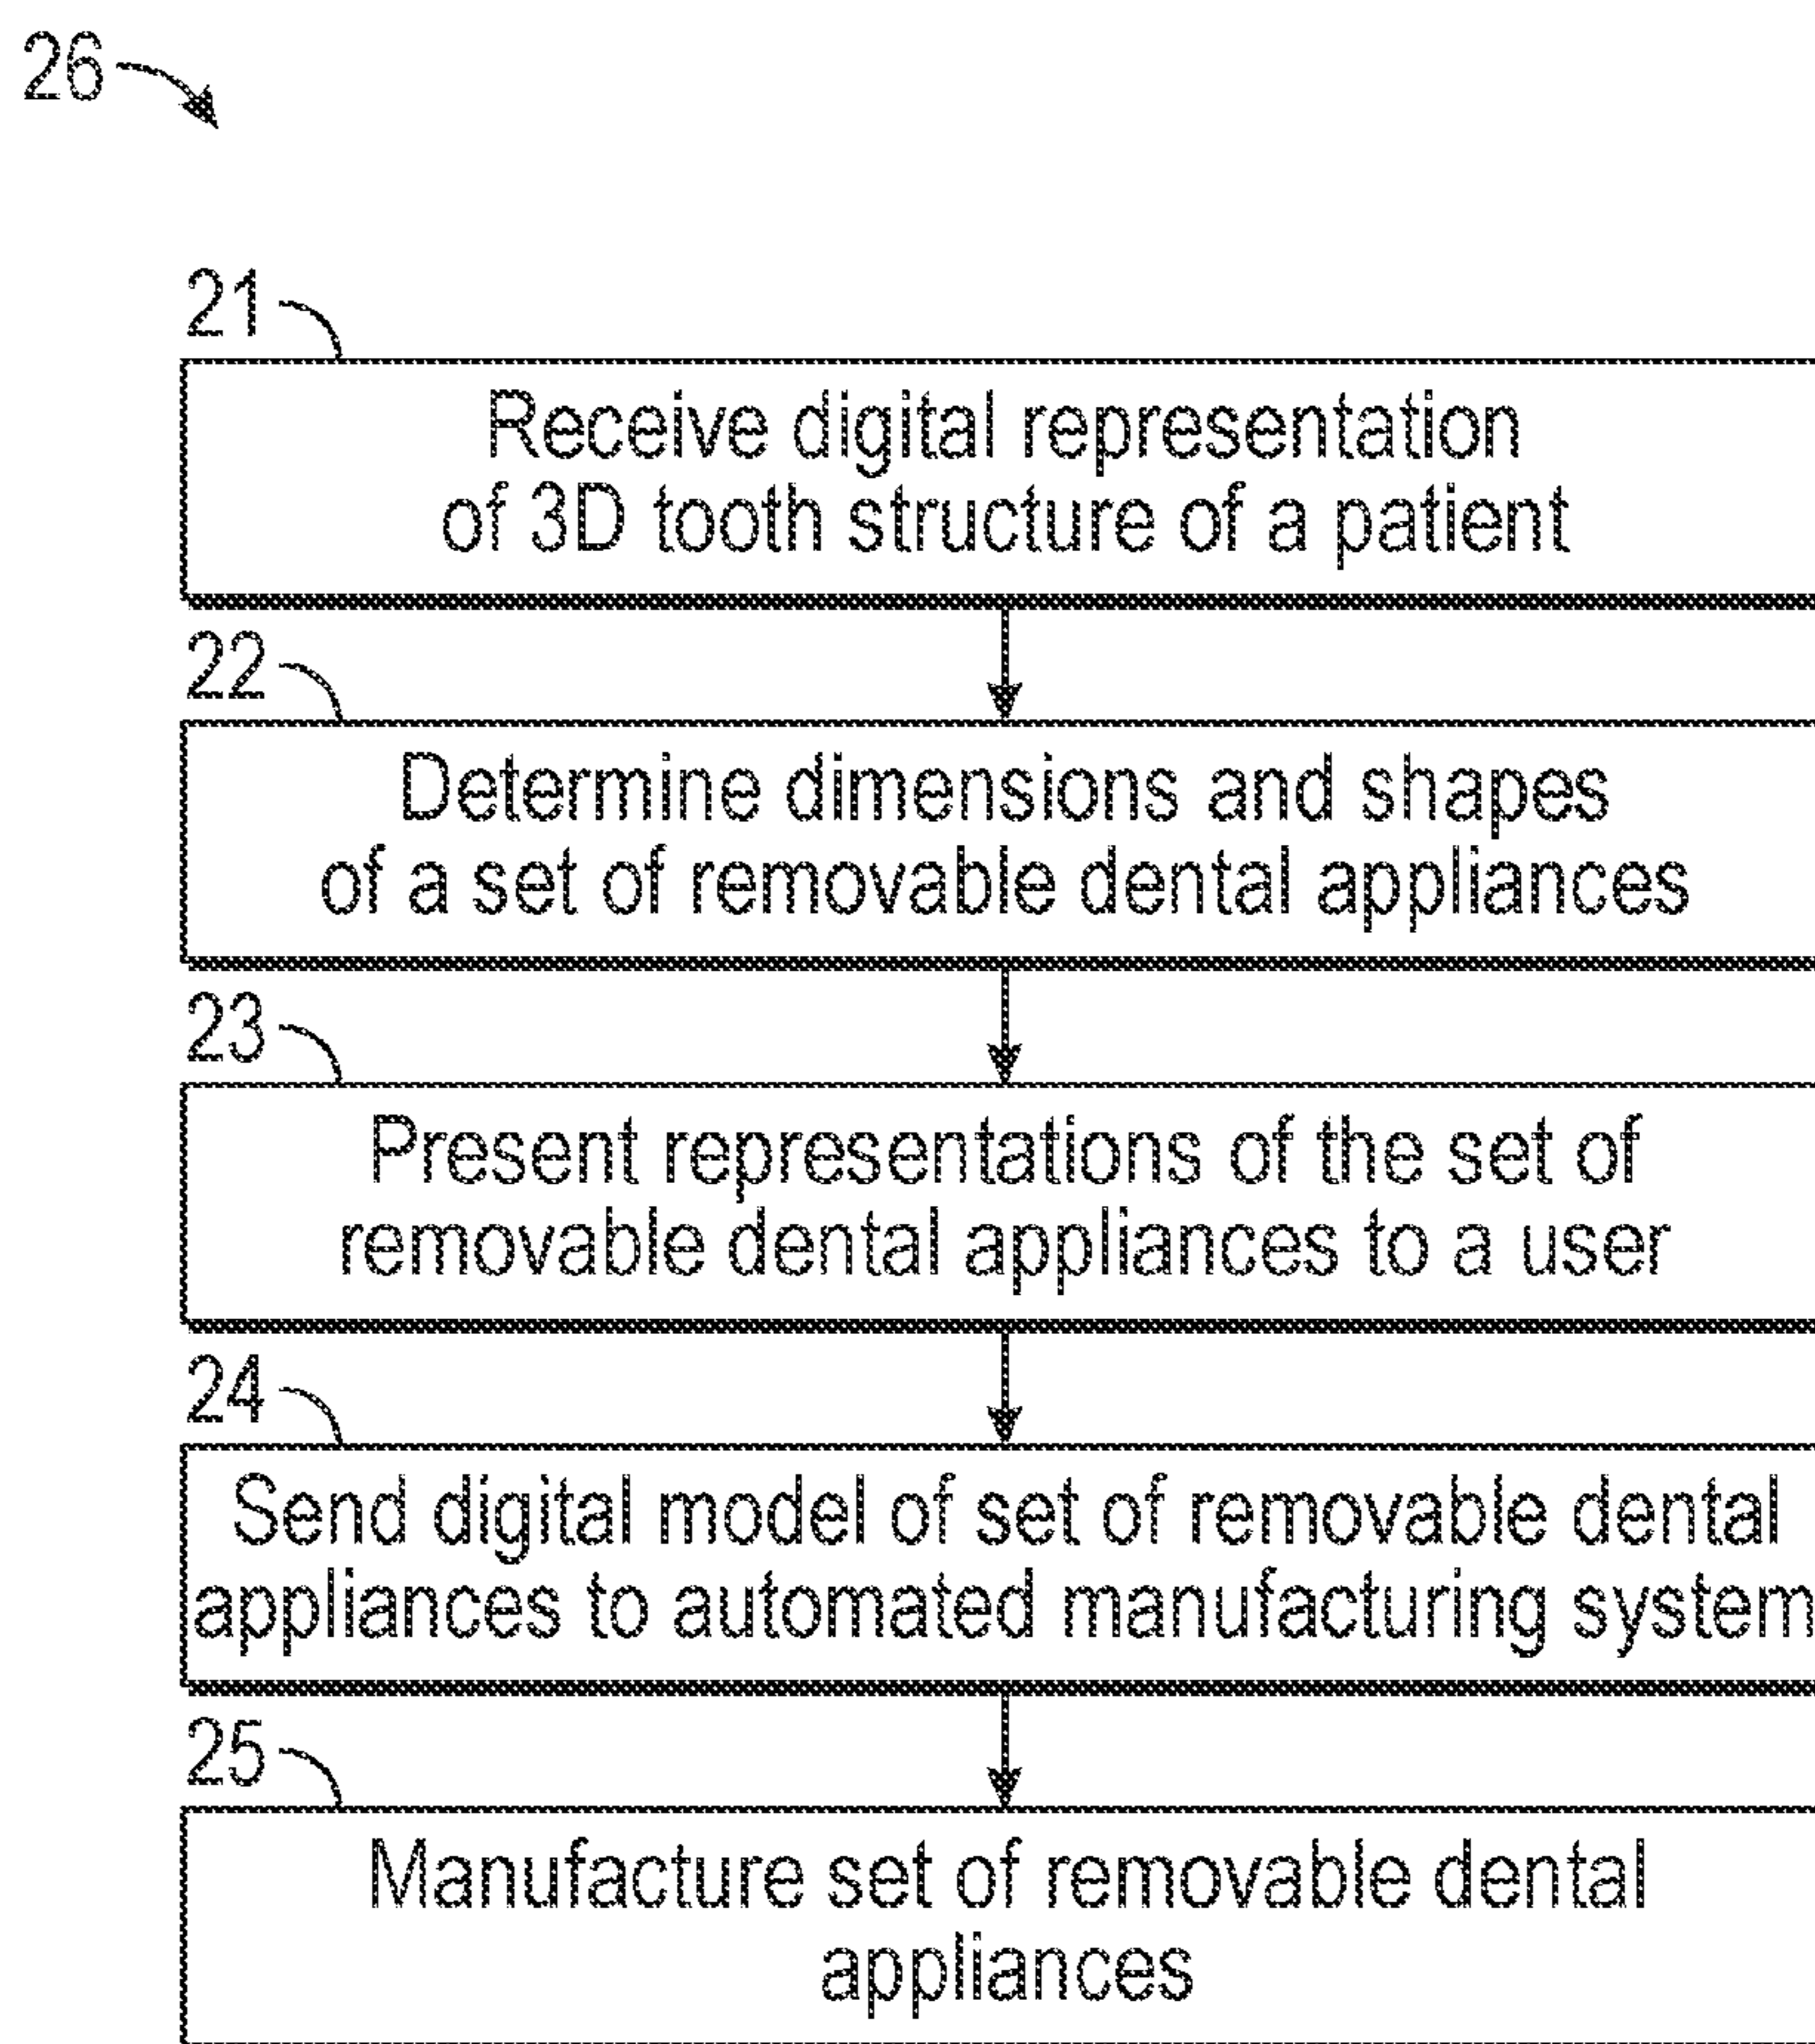 26
21
Receive digital representation
of 3D tooth structure of a patient
22
Determine dimensions and shapes
of a set of removable dental appliances
23
Present representations of the set of
removable dental appliances to a user
24
Send digital model of set of removable dental
appliances to automated manufacturing system
25
Manufacture set of removable dental
appliances